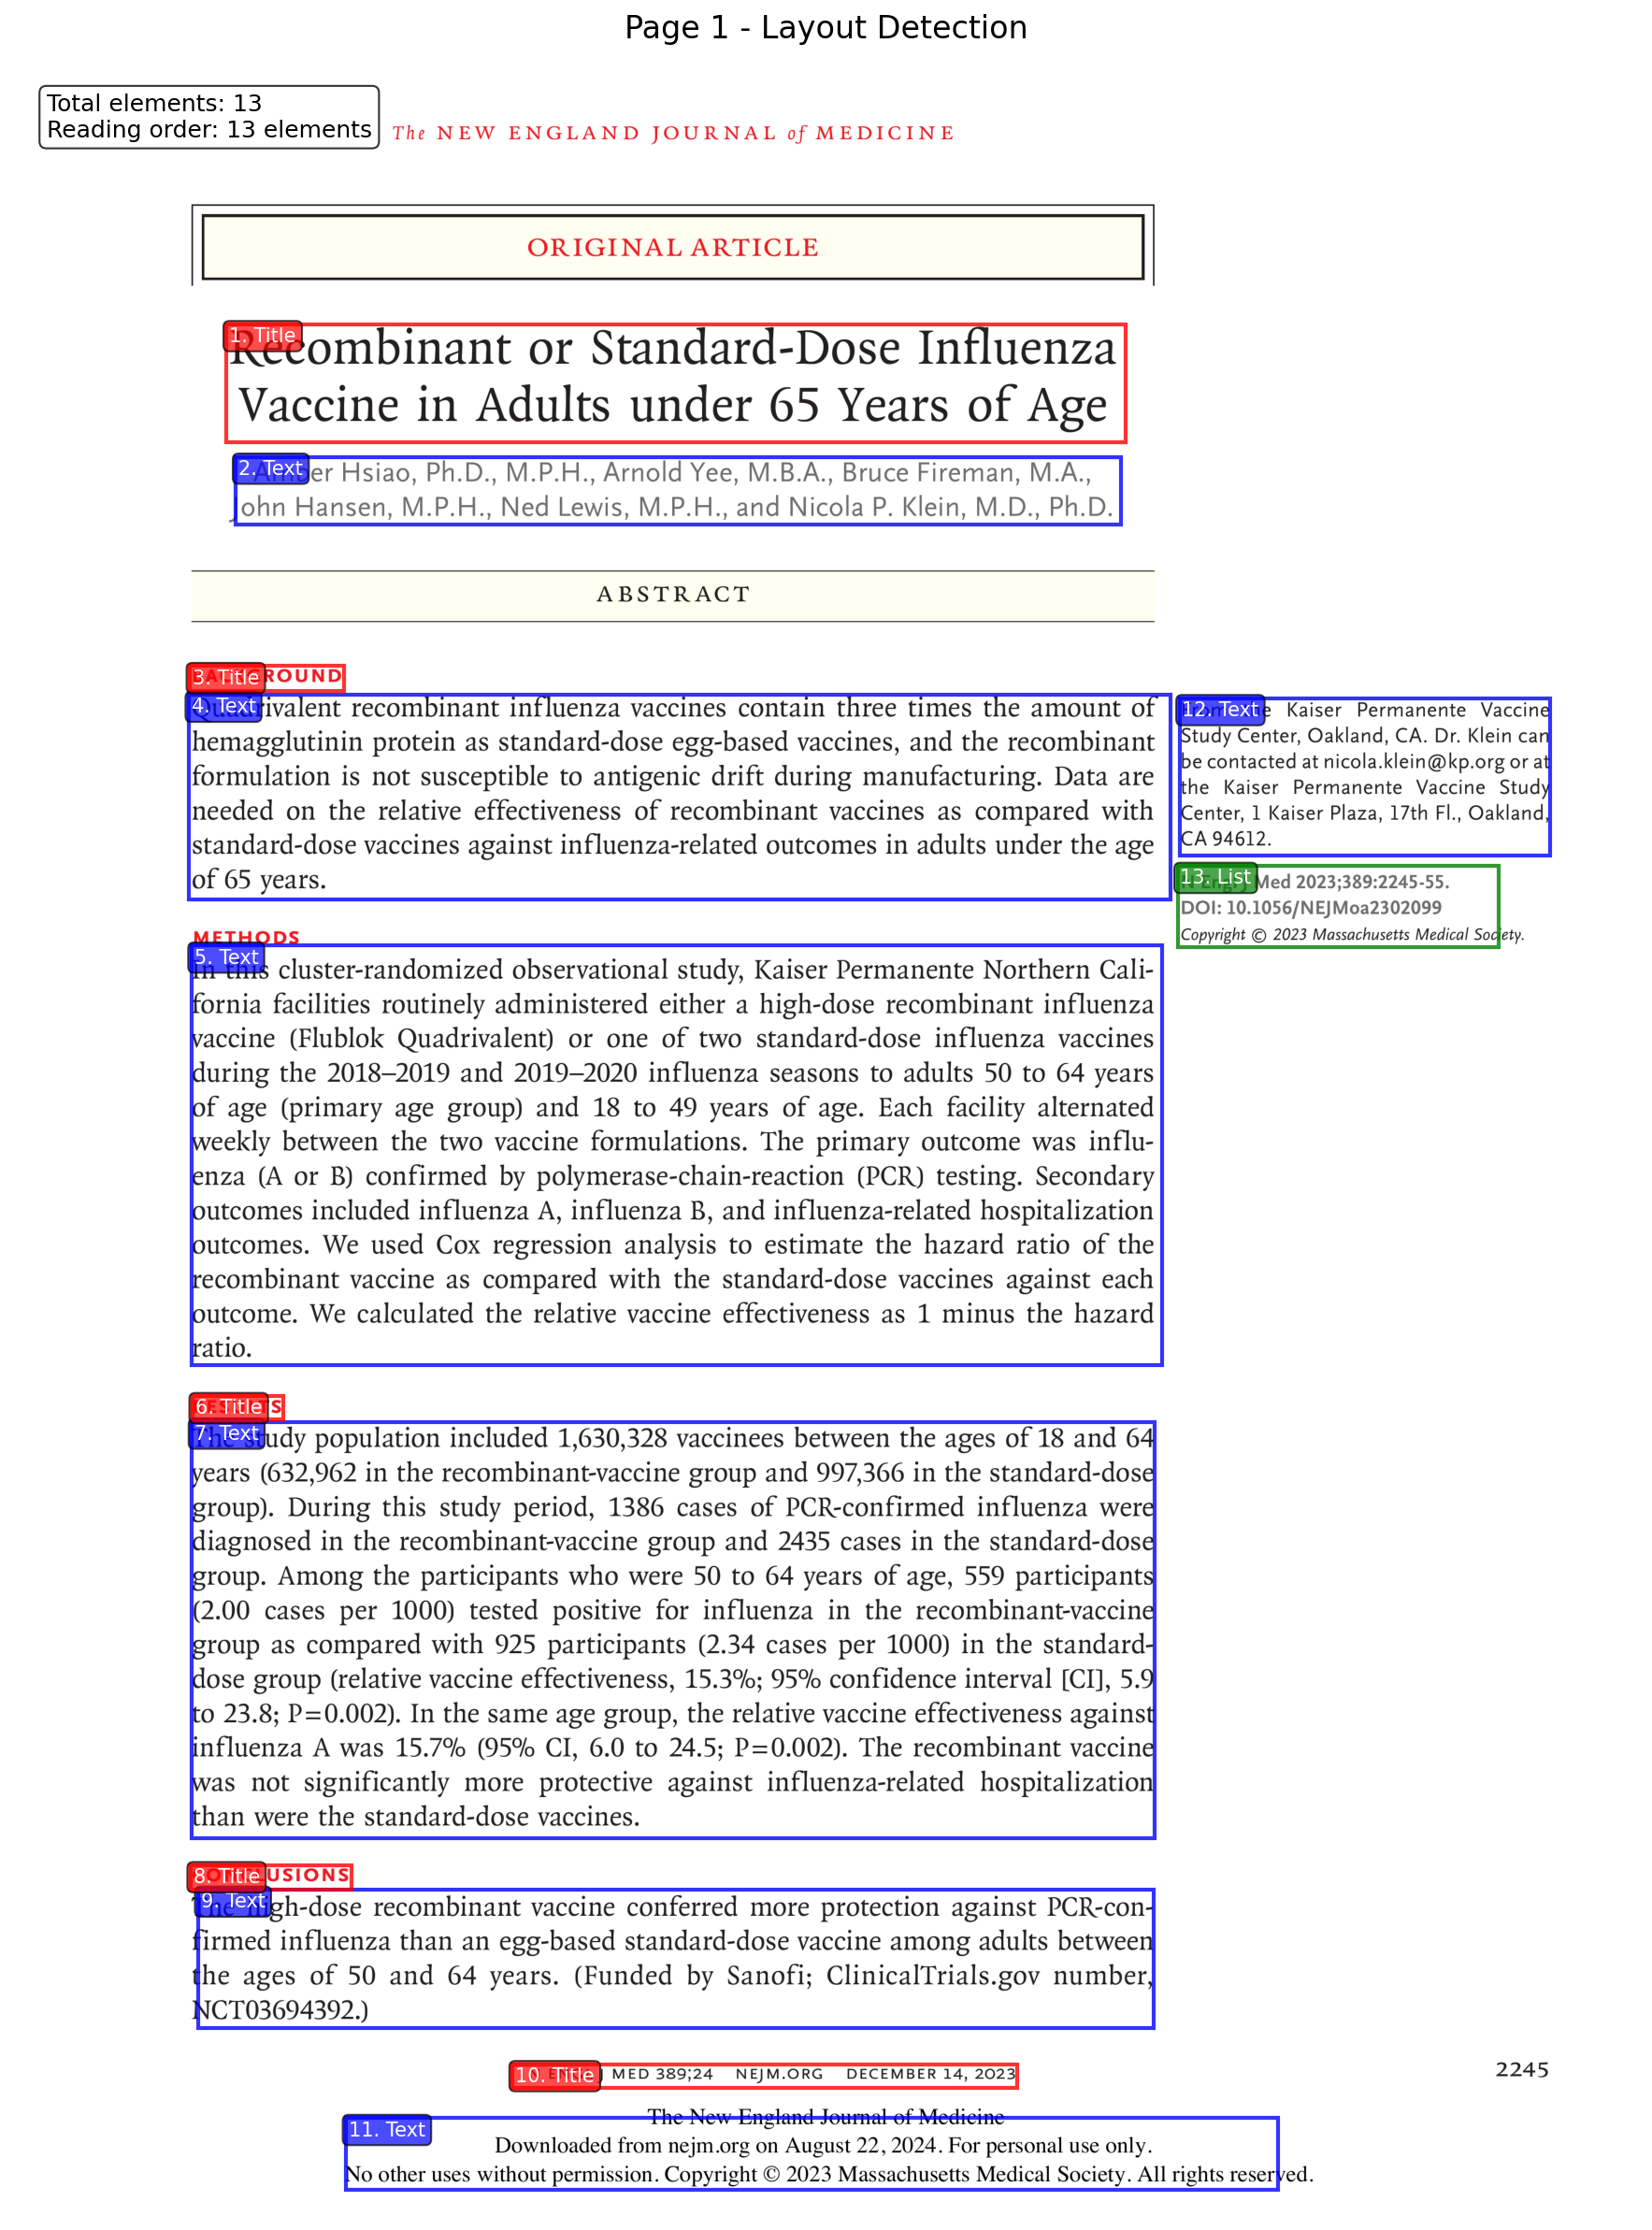 Page 1 - Layout Detection
Total elements: 13
Reading order: 13 elements
The NEW ENGLAND JOURNAL of MEDICINE
ORIGINAL ARTICLE
1. Title
Recombinant or Standard-Dose Influenza
Vaccine in Adults under 65 Years of Age
2. Text
Amber Hsiao, Ph.D., M.P.H., Arnold Yee, M.B.A., Bruce Fireman, M.A.,
John Hansen, M.P.H., Ned Lewis, M.P.H., and Nicola P. Klein, M.D., Ph.D.
ABSTRACT
3. Title
BACKGROUND
4. Text
Quadrivalent recombinant influenza vaccines contain three times the amount of
hemagglutinin protein as standard-dose egg-based vaccines, and the recombinant
formulation is not susceptible to antigenic drift during manufacturing. Data are
needed on the relative effectiveness of recombinant vaccines as compared with
standard-dose vaccines against influenza-related outcomes in adults under the age
of 65 years.
METHODS
5. Text
In this cluster-randomized observational study, Kaiser Permanente Northern Cali-
fornia facilities routinely administered either a high-dose recombinant influenza
vaccine (Flublok Quadrivalent) or one of two standard-dose influenza vaccines
during the 2018–2019 and 2019–2020 influenza seasons to adults 50 to 64 years
of age (primary age group) and 18 to 49 years of age. Each facility alternated
weekly between the two vaccine formulations. The primary outcome was influ-
enza (A or B) confirmed by polymerase-chain-reaction (PCR) testing. Secondary
outcomes included influenza A, influenza B, and influenza-related hospitalization
outcomes. We used Cox regression analysis to estimate the hazard ratio of the
recombinant vaccine as compared with the standard-dose vaccines against each
outcome. We calculated the relative vaccine effectiveness as 1 minus the hazard
ratio.
6. Title
RESULTS
7. Text
The study population included 1,630,328 vaccinees between the ages of 18 and 64
years (632,962 in the recombinant-vaccine group and 997,366 in the standard-dose
group). During this study period, 1386 cases of PCR-confirmed influenza were
diagnosed in the recombinant-vaccine group and 2435 cases in the standard-dose
group. Among the participants who were 50 to 64 years of age, 559 participants
(2.00 cases per 1000) tested positive for influenza in the recombinant-vaccine
group as compared with 925 participants (2.34 cases per 1000) in the standard-
dose group (relative vaccine effectiveness, 15.3%; 95% confidence interval [CI], 5.9
to 23.8; P=0.002). In the same age group, the relative vaccine effectiveness against
influenza A was 15.7% (95% CI, 6.0 to 24.5; P=0.002). The recombinant vaccine
was not significantly more protective against influenza-related hospitalization
than were the standard-dose vaccines.
8. Title
CONCLUSIONS
9. Text
The high-dose recombinant vaccine conferred more protection against PCR-con-
firmed influenza than an egg-based standard-dose vaccine among adults between
the ages of 50 and 64 years. (Funded by Sanofi; ClinicalTrials.gov number,
NCT03694392.)
12. Text
From the Kaiser Permanente Vaccine
Study Center, Oakland, CA. Dr. Klein can
be contacted at nicola.klein@kp.org or at
the Kaiser Permanente Vaccine Study
Center, 1 Kaiser Plaza, 17th Fl., Oakland,
CA 94612.
13. List
N Engl J Med 2023;389:2245-55.
DOI: 10.1056/NEJMoa2302099
Copyright © 2023 Massachusetts Medical Society.
10. Title
N ENGL J MED 389;24 NEJM.ORG DECEMBER 14, 2023
2245
11. Text
The New England Journal of Medicine
Downloaded from nejm.org on August 22, 2024. For personal use only.
No other uses without permission. Copyright © 2023 Massachusetts Medical Society. All rights reserved.